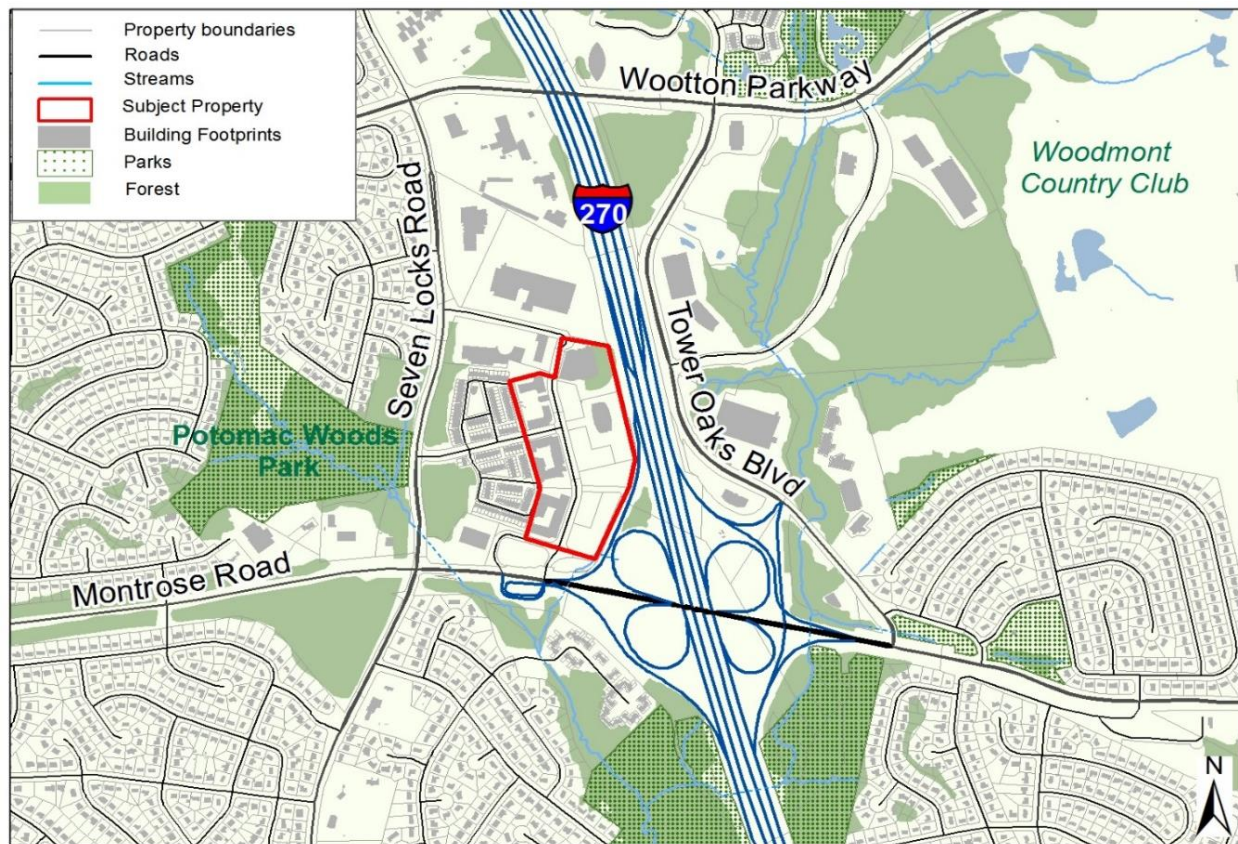 Property boundaries
Roads
Streams
Subject Property
Building Footprints
Parks
Forest
Wootton Parkway
Woodmont
Country Club
270
Seven Locks Road
Tower Oaks Blvd
Potomac Woods
Park
Montrose Road
N